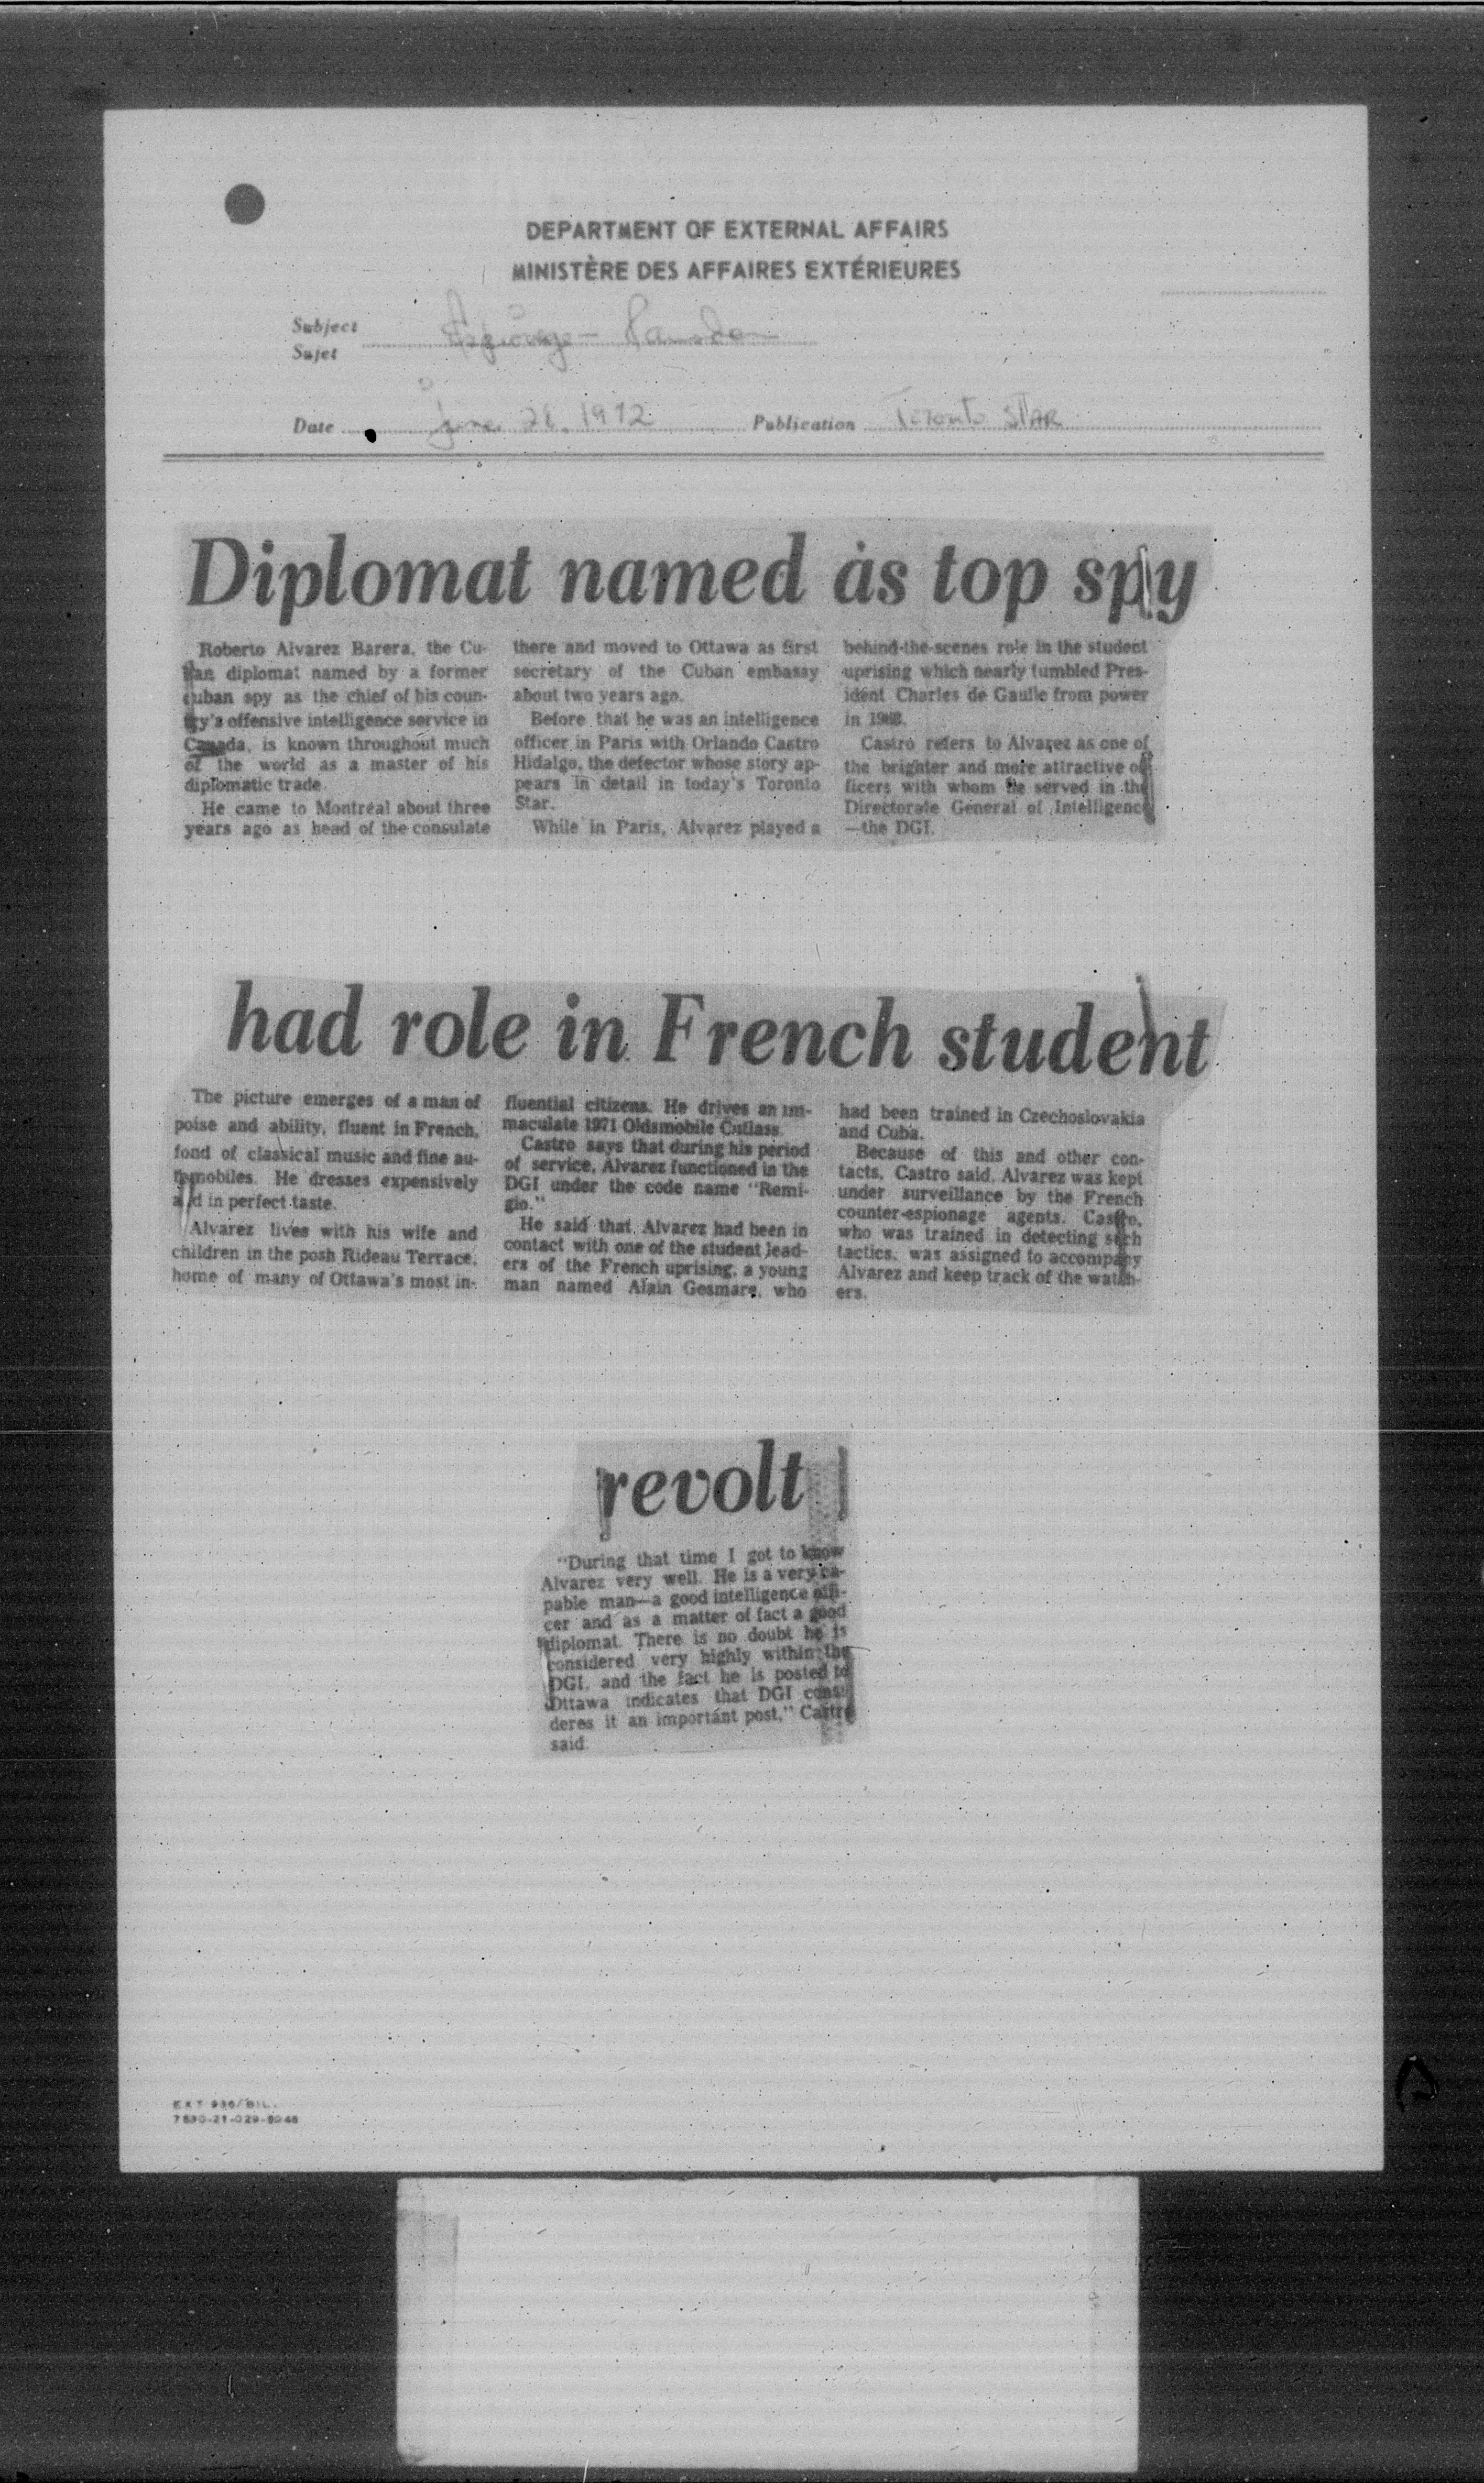 DEPARTMENT OF EXTERNAL AFFAIRS
MINISTÈRE DES AFFAIRES EXTÉRIEURES
Subject
Sujet
Date June 28, 1972 Publication Toronto STAR
Diplomat named as top spy
Roberto Alvarez Barera, the Cu-
ban diplomat named by a former
Cuban spy as the chief of his coun-
try's offensive intelligence service in
Canada, is known throughout much
of the world as a master of his
diplomatic trade.
He came to Montreal about three
years ago as head of the consulate
there and moved to Ottawa as first
secretary of the Cuban embassy
about two years ago.
Before that he was an intelligence
officer in Paris with Orlando Castro
Hidalgo, the defector whose story ap-
pears in detail in today's Toronto
Star.
While in Paris, Alvarez played a
behind-the-scenes role in the student
uprising which nearly tumbled Pres-
ident Charles de Gaulle from power
in 1968.
Castro refers to Alvarez as one of
the brighter and more attractive of-
ficers with whom he served in the
Directorate General of Intelligence
—the DGI.
had role in French student
The picture emerges of a man of
poise and ability, fluent in French,
fond of classical music and fine au-
tomobiles. He dresses expensively
and in perfect taste.
Alvarez lives with his wife and
children in the posh Rideau Terrace,
home of many of Ottawa's most in-
fluential citizens. He drives an im-
maculate 1971 Oldsmobile Cutlass.
Castro says that during his period
of service, Alvarez functioned in the
DGI under the code name "Remi-
gio."
He said that Alvarez had been in
contact with one of the student lead-
ers of the French uprising, a young
man named Alain Gesmare, who
had been trained in Czechoslovakia
and Cuba.
Because of this and other con-
tacts, Castro said, Alvarez was kept
under surveillance by the French
counter-espionage agents. Castro,
who was trained in detecting such
tactics, was assigned to accompany
Alvarez and keep track of the watch-
ers.
revolt
"During that time I got to know
Alvarez very well. He is a very ca-
pable man—a good intelligence offi-
cer and as a matter of fact a good
diplomat. There is no doubt he is
considered very highly within the
DGI, and the fact he is posted to
Ottawa indicates that DGI consi-
deres it an important post," Castro
said.
EXT 936/BIL.
7530-21-029-5046